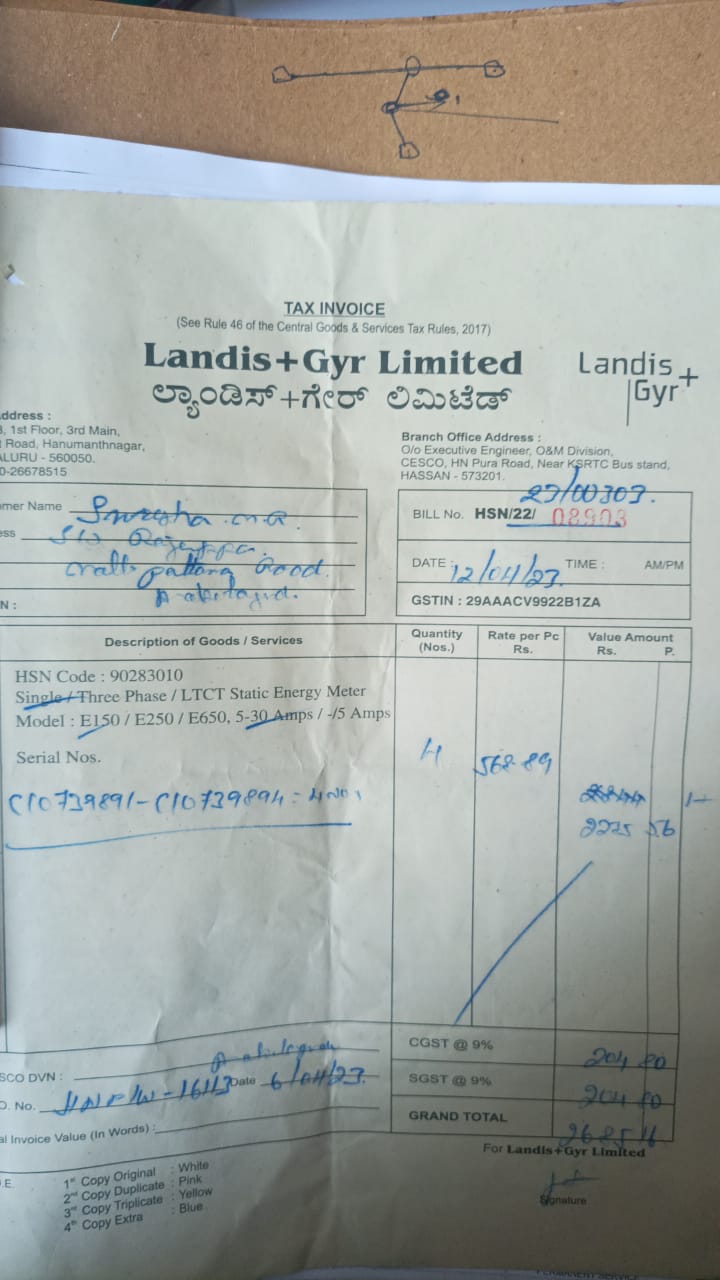 TAX INVOICE
(See Rule 46 of the Central Goods & Services Tax Rules, 2017)
Landis+Gyr Limited
ಲ್ಯಾಂಡಿಸ್+ಗೇರ್ ಲಿಮಿಟೆಡ್
Landis+
Gyr
ddress :
, 1st Floor, 3rd Main,
Road, Hanumanthnagar,
ALURU - 560050.
0-26678515
Branch Office Address :
O/o Executive Engineer, O&M Division,
CESCO, HN Pura Road, Near KSRTC Bus stand,
HASSAN - 573201.
23/00303.
mer Name
ess S/o
Road.
N :
BILL No. HSN/22/ 08903
DATE : 12/04/23. TIME : AM/PM
GSTIN : 29AAACV9922B1ZA
Description of Goods / Services Quantity (Nos.) Rate per Pc Rs. Value Amount Rs. P.
HSN Code : 90283010
Single / Three Phase / LTCT Static Energy Meter
Model : E150 / E250 / E650, 5-30 Amps / -/5 Amps
Serial Nos.
4 568.89
C10739891 - C10739894 = 4 No
2275 56
CGST @ 9% 204 80
SGST @ 9% 204 80
GRAND TOTAL 2685 16
SCO DVN :
O. No. Date 6/04/23.
al Invoice Value (In Words) :
For Landis+Gyr Limited
Signature
.E.
1st Copy Original : White
2nd Copy Duplicate : Pink
3rd Copy Triplicate : Yellow
4th Copy Extra : Blue